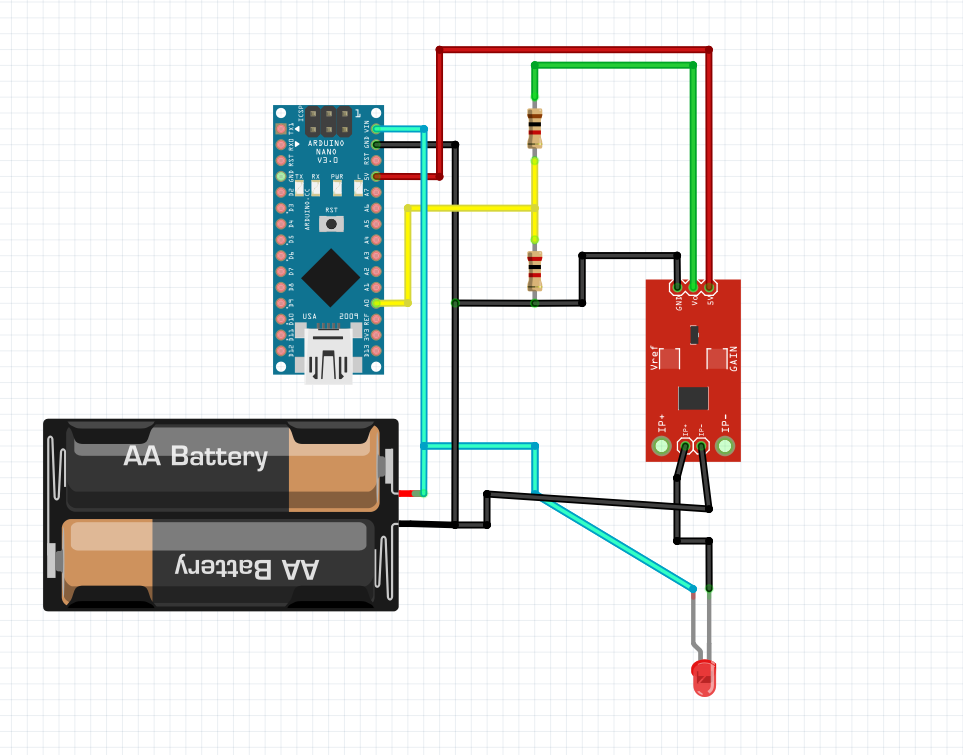 ICSP
1
ARDUINO
NANO
V3.0
TX1
RX0
RST
GND
D2
D3
D4
D5
D6
D7
D8
D9
D10
D11
D12
VIN
GND
RST
5V
A7
A6
A5
A4
A3
A2
A1
A0
REF
3V3
D13
TX RX PWR L
ARDUINO.CC
RST
USA 2009
AA Battery
AA Battery
GND
Vo
5V
Vref
GAIN
IP+
IP+
IP-
IP-